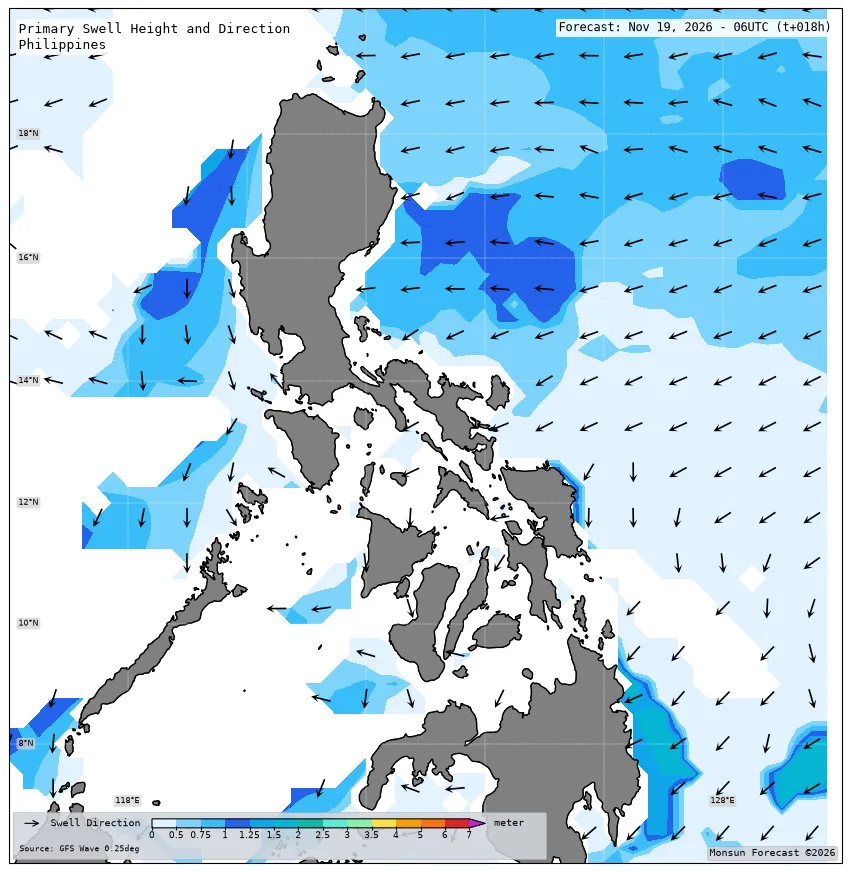 Primary Swell Height and Direction
Philippines
Forecast: Nov 19, 2026 - 06UTC (t+018h)
18°N
16°N
14°N
12°N
10°N
8°N
118°E
128°E
Swell Direction
meter
0 0.5 0.75 1 1.25 1.5 2 2.5 3 3.5 4 5 6 7
Source: GFS Wave 0.25deg
Monsun Forecast ©2026